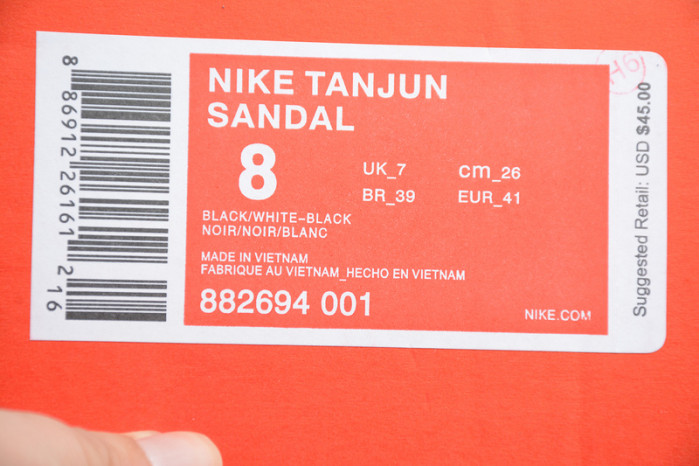 NIKE TANJUN
SANDAL
8
UK_7 cm_26
BR_39 EUR_41
BLACK/WHITE-BLACK
NOIR/NOIR/BLANC
MADE IN VIETNAM
FABRIQUE AU VIETNAM_HECHO EN VIETNAM
882694 001
NIKE.COM
8 86912 26161 2 16
Suggested Retail: USD $45.00